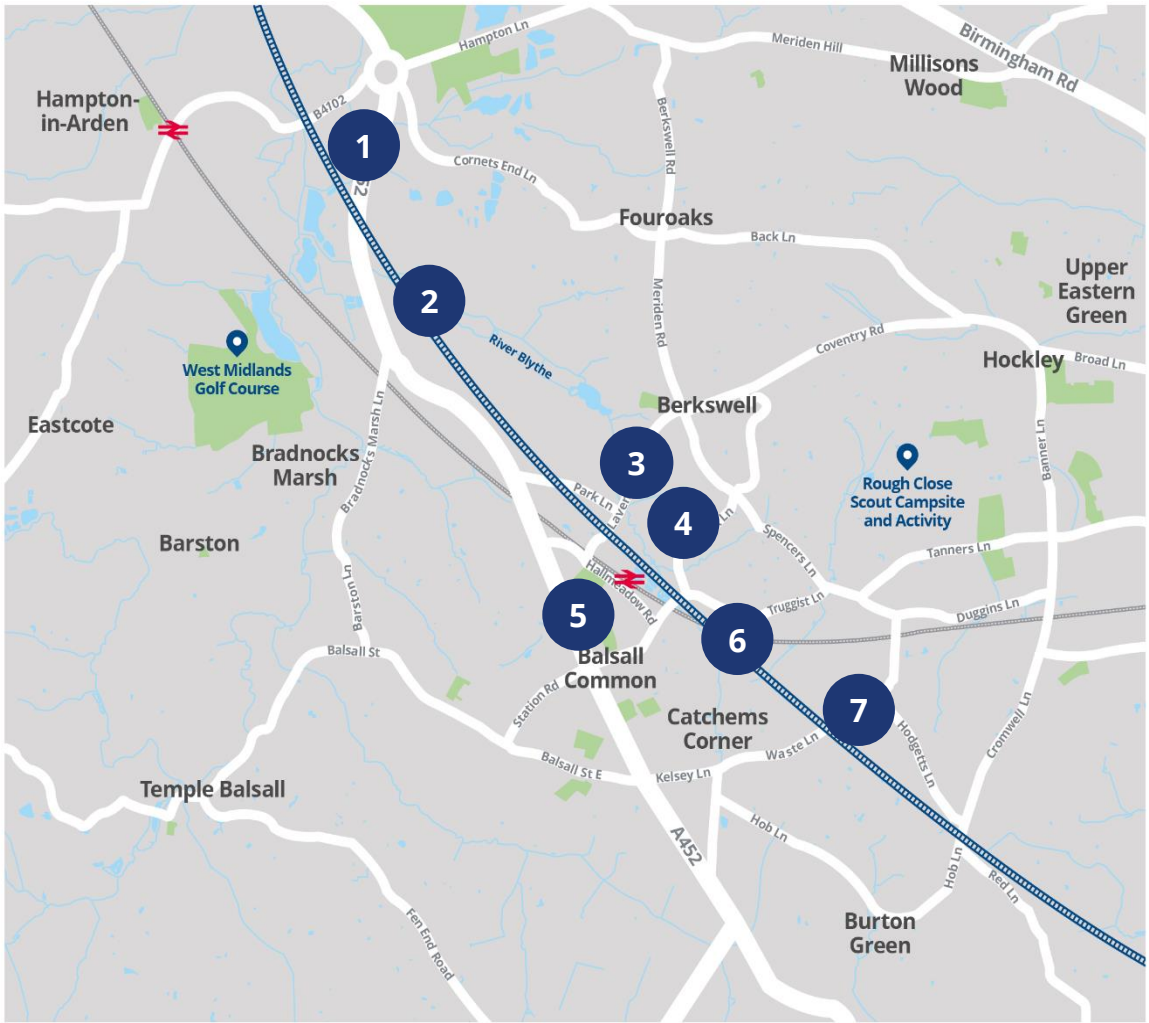 Hampton Ln
Meriden Hill
Birmingham Rd
Millisons
Wood
Hampton-
in-Arden
B4102
1
Berkswell Rd
Cornets End Ln
52
Fouroaks
Back Ln
Upper
Eastern
Green
2
Meriden Rd
River Blythe
Coventry Rd
Hockley
Broad Ln
West Midlands
Golf Course
Berkswell
Eastcote
Bradnocks
Marsh
Bradnocks Marsh Ln
Banner Ln
3
Rough Close
Scout Campsite
and Activity
Park Ln
Laven
4
Ln
Spencers Ln
Barston
Tanners Ln
Hallmeadow Rd
Barston Ln
5
Truggist Ln
Duggins Ln
6
Balsall St
Balsall
Common
Station Rd
7
Catchems
Corner
Waste Ln
Hodgetts Ln
Cromwell Ln
Balsall St E
Kelsey Ln
Temple Balsall
Hob Ln
A452
Hob Ln
Red Ln
Fen End Road
Burton
Green